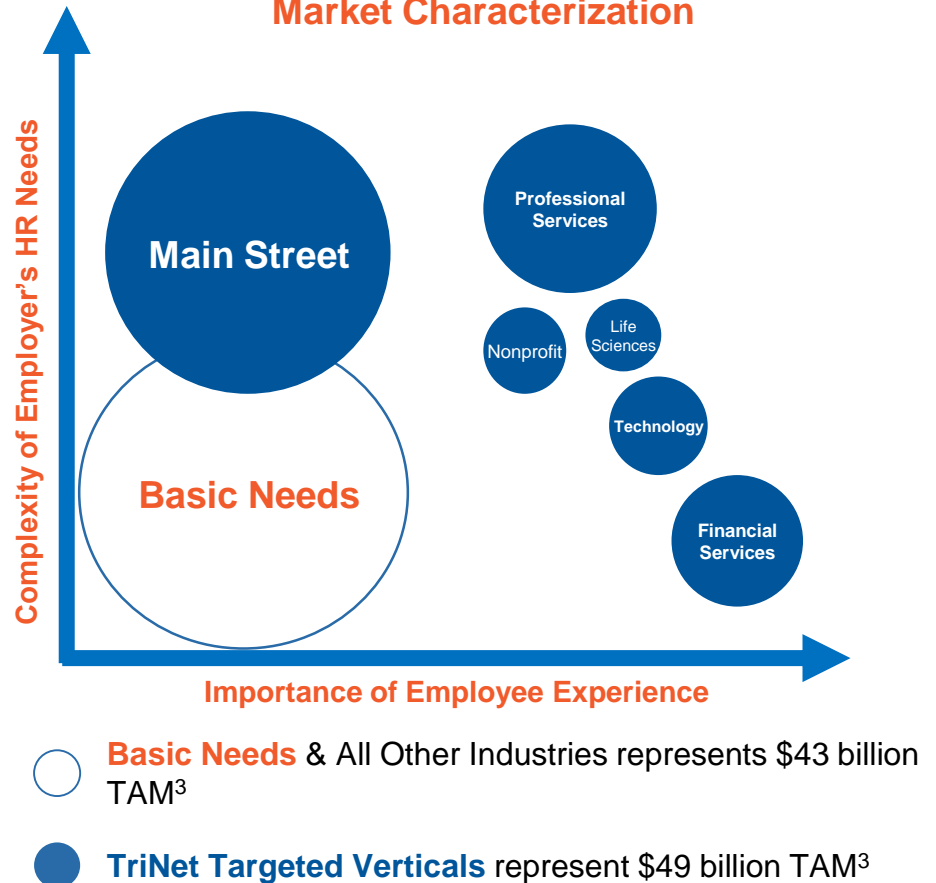 Market Characterization
Complexity of Employer’s HR Needs
Main Street
Professional
Services
Nonprofit
Life
Sciences
Technology
Basic Needs
Financial
Services
Importance of Employee Experience
Basic Needs & All Other Industries represents $43 billion
TAM³
TriNet Targeted Verticals represent $49 billion TAM³